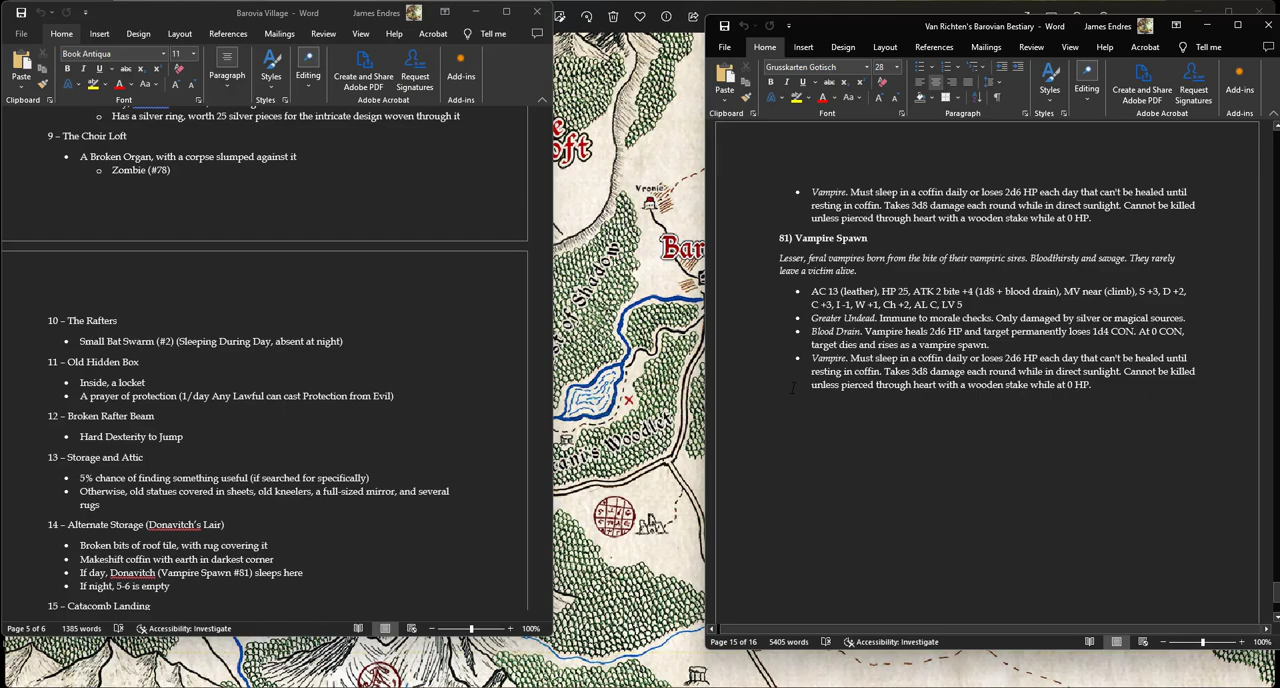 Barovia Village - Word
James Endres
File
Home
Insert
Draw
Design
Layout
References
Mailings
Review
View
Help
Acrobat
Tell me
Book Antiqua
11
Paste
Paragraph
Styles
Editing
Create and Share
Adobe PDF
Request
Signatures
Add-ins
Clipboard
Font
Adobe Acrobat
Add-ins
Has a silver ring, worth 25 silver pieces for the intricate design woven through it
9 – The Choir Loft
• A Broken Organ, with a corpse slumped against it
o Zombie (#78)
10 – The Rafters
• Small Bat Swarm (#2) (Sleeping During Day, absent at night)
11 – Old Hidden Box
• Inside, a locket
• A prayer of protection (1/day Any Lawful can cast Protection from Evil)
12 – Broken Rafter Beam
• Hard Dexterity to Jump
13 – Storage and Attic
• 5% chance of finding something useful (if searched for specifically)
• Otherwise, old statues covered in sheets, old kneelers, a full-sized mirror, and several
rugs
14 – Alternate Storage (Donavitch's Lair)
• Broken bits of roof tile, with rug covering it
• Makeshift coffin with earth in darkest corner
• If day, Donavitch (Vampire Spawn #81) sleeps here
• If night, 5-6 is empty
15 – Catacomb Landing
Page 5 of 6
1385 words
Accessibility: Investigate
100%
Vronic
Van Richten's Barovian Bestiary - Word
James Endres
File
Home
Insert
Design
Layout
References
Mailings
Review
View
Help
Acrobat
Tell me
Grusskarten Gotisch
28
Paste
Styles
Editing
Create and Share
Adobe PDF
Request
Signatures
Add-ins
Clipboard
Font
Paragraph
Styles
Adobe Acrobat
Add-ins
• Vampire. Must sleep in a coffin daily or loses 2d6 HP each day that can't be healed until
resting in coffin. Takes 3d8 damage each round while in direct sunlight. Cannot be killed
unless pierced through heart with a wooden stake while at 0 HP.
81) Vampire Spawn
Lesser, feral vampires born from the bite of their vampiric sires. Bloodthirsty and savage. They rarely
leave a victim alive.
• AC 13 (leather), HP 25, ATK 2 bite +4 (1d8 + blood drain), MV near (climb), S +3, D +2,
C +3, I -1, W +1, Ch +2, AL C, LV 5
• Greater Undead. Immune to morale checks. Only damaged by silver or magical sources.
• Blood Drain. Vampire heals 2d6 HP and target permanently loses 1d4 CON. At 0 CON,
target dies and rises as a vampire spawn.
• Vampire. Must sleep in a coffin daily or loses 2d6 HP each day that can't be healed until
resting in coffin. Takes 3d8 damage each round while in direct sunlight. Cannot be killed
unless pierced through heart with a wooden stake while at 0 HP.
Page 15 of 16
5405 words
Accessibility: Investigate
100%